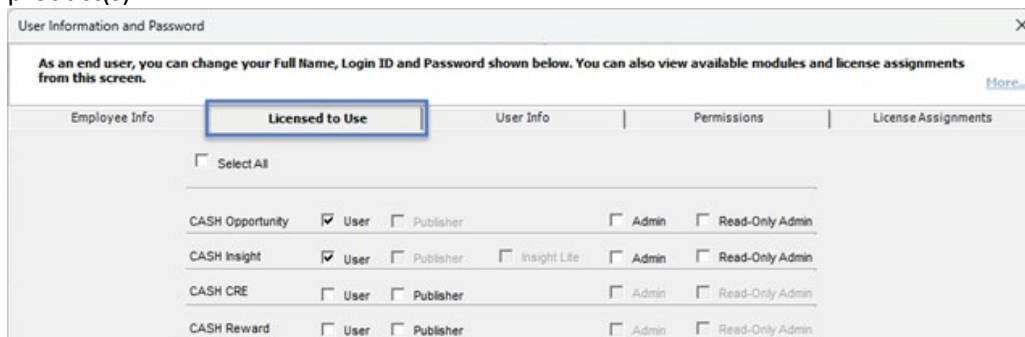 User Information and Password
As an end user, you can change your Full Name, Login ID and Password shown below. You can also view available modules and license assignments
from this screen.
More...
Employee Info Licensed to Use User Info Permissions License Assignments
Select All
CASH Opportunity User Publisher Admin Read-Only Admin
CASH Insight User Publisher Insight Lite Admin Read-Only Admin
CASH CRE User Publisher Admin Read-Only Admin
CASH Reward User Publisher Admin Read-Only Admin